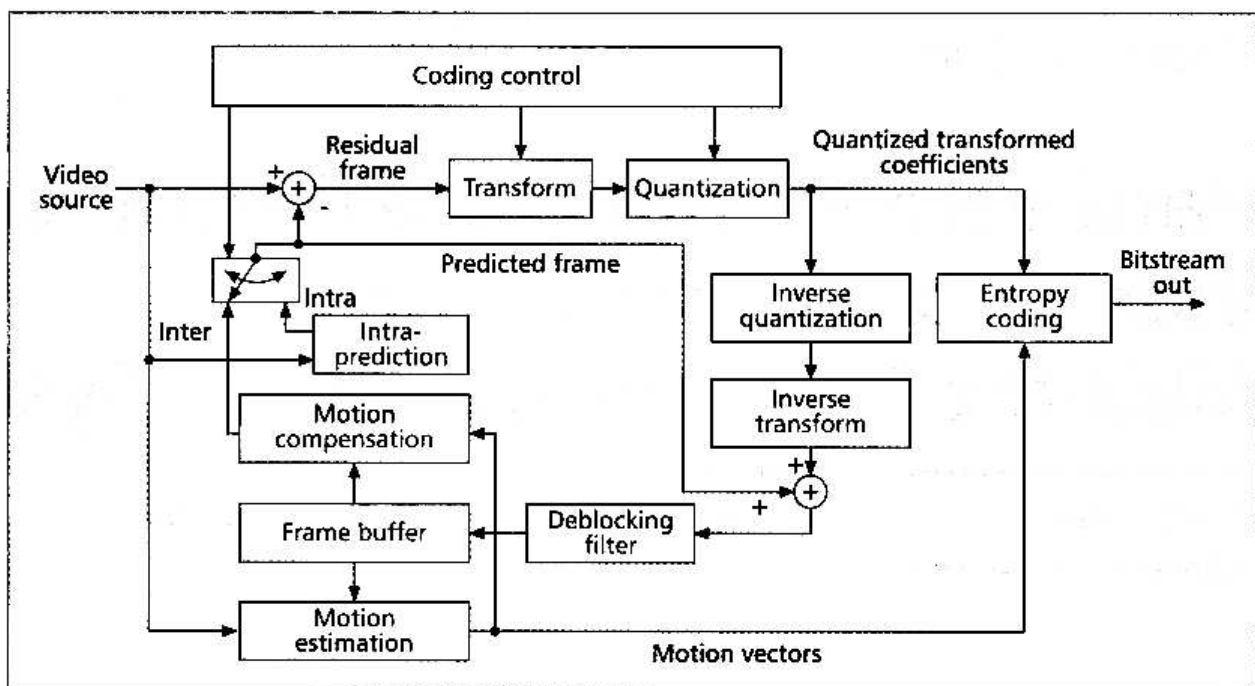 Coding control
Residual
frame
Quantized transformed
coefficients
Video
source
+
+
-
Transform
Quantization
Predicted frame
Bitstream
out
Intra
Inter
Intra-
prediction
Inverse
quantization
Entropy
coding
Motion
compensation
Inverse
transform
+
+
+
Frame buffer
Deblocking
filter
Motion
estimation
Motion vectors